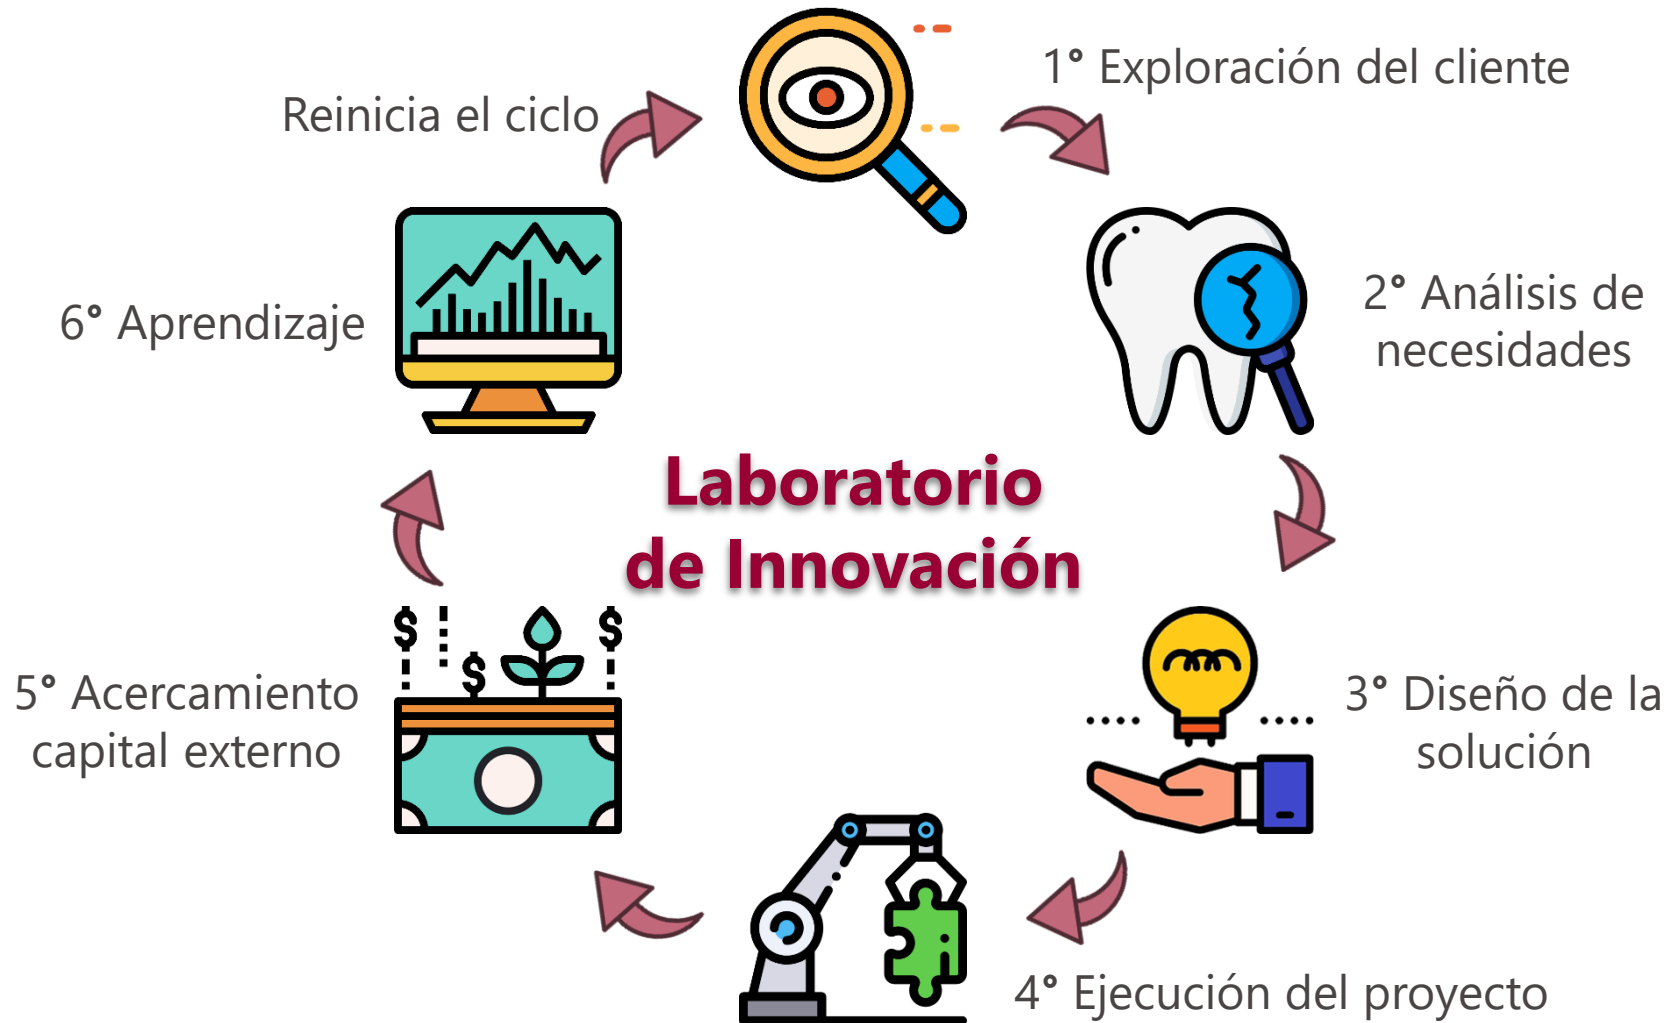 1° Exploración del cliente
Reinicia el ciclo
2° Análisis de
necesidades
6° Aprendizaje
Laboratorio
de Innovación
3° Diseño de la
solución
5° Acercamiento
capital externo
4° Ejecución del proyecto